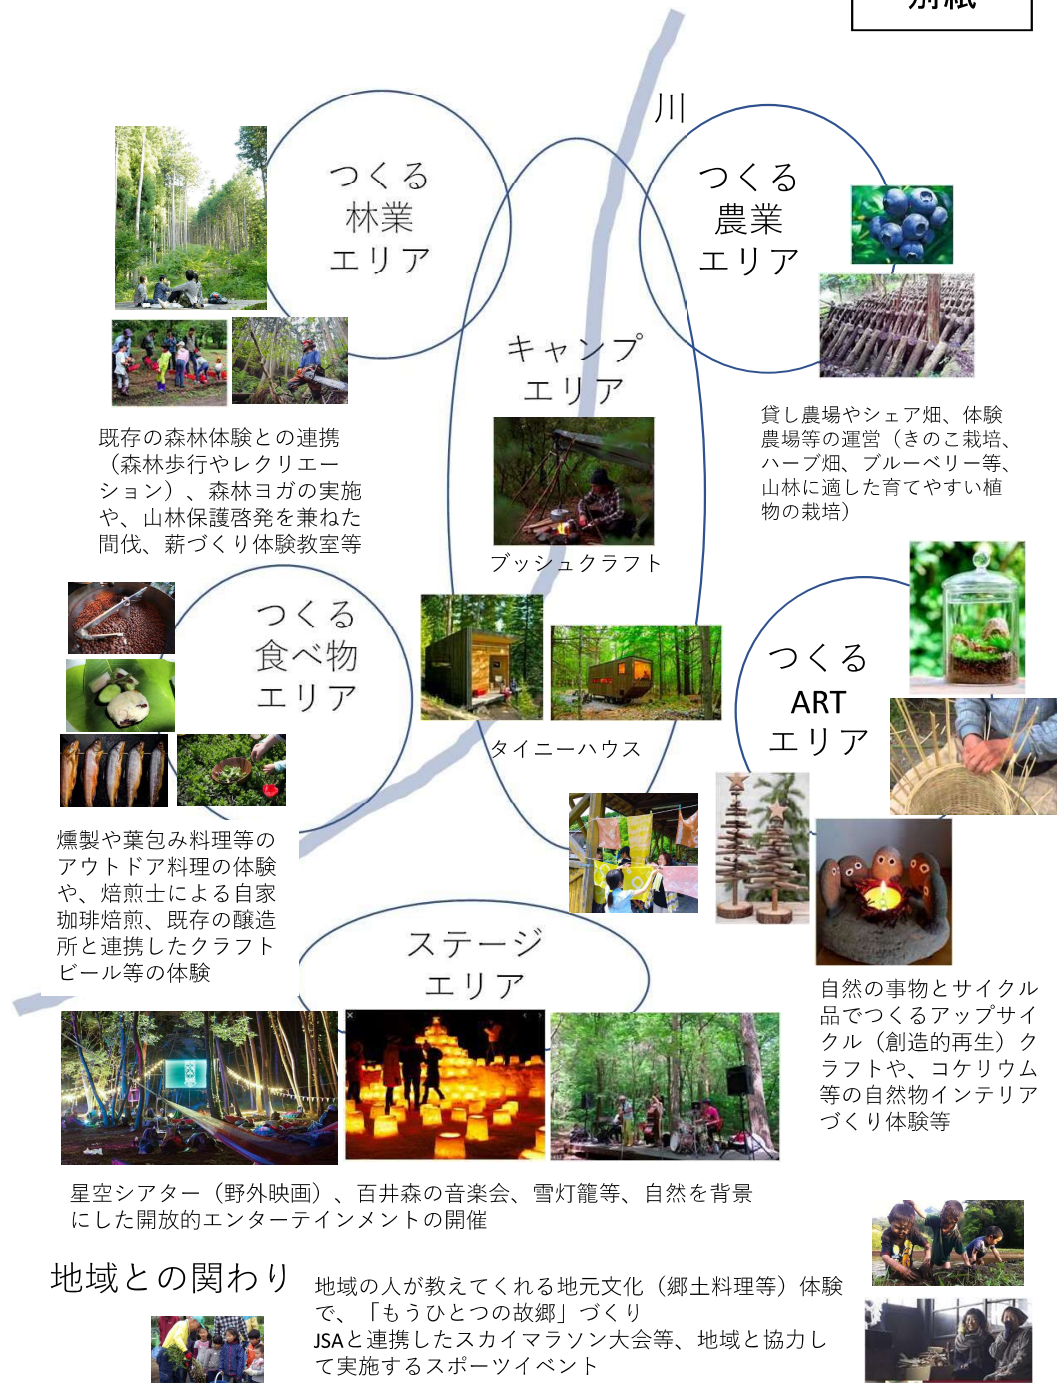 別紙
川
つくる
林業
エリア
つくる
農業
エリア
キャンプ
エリア
既存の森林体験との連携
（森林歩行やレクリエー
ション）、森林ヨガの実施
や、山林保護啓発を兼ねた
間伐、薪づくり体験教室等
貸し農場やシェア畑、体験
農場等の運営（きのこ栽培、
ハーブ畑、ブルーベリー等、
山林に適した育てやすい植
物の栽培）
ブッシュクラフト
つくる
食べ物
エリア
つくる
ART
エリア
タイニーハウス
燻製や葉包み料理等の
アウトドア料理の体験
や、焙煎士による自家
珈琲焙煎、既存の醸造
所と連携したクラフト
ビール等の体験
ステージ
エリア
自然の事物とサイクル
品でつくるアップサイ
クル（創造的再生）ク
ラフトや、コケリウム
等の自然物インテリア
づくり体験等
星空シアター（野外映画）、百井森の音楽会、雪灯籠等、自然を背景
にした開放的エンターテインメントの開催
地域との関わり
地域の人が教えてくれる地元文化（郷土料理等）体験
で、「もうひとつの故郷」づくり
JSAと連携したスカイマラソン大会等、地域と協力し
て実施するスポーツイベント